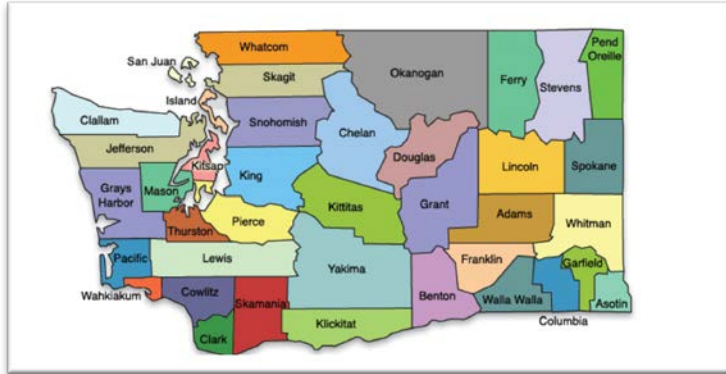 Whatcom
San Juan
Skagit
Okanogan
Ferry
Stevens
Pend
Oreille
Island
Clallam
Snohomish
Chelan
Jefferson
Kitsap
Douglas
Lincoln
Spokane
Mason
King
Grays
Harbor
Kittitas
Grant
Adams
Whitman
Pierce
Thurston
Pacific
Lewis
Yakima
Franklin
Garfield
Wahkiakum
Cowlitz
Skamania
Benton
Walla Walla
Asotin
Columbia
Klickitat
Clark